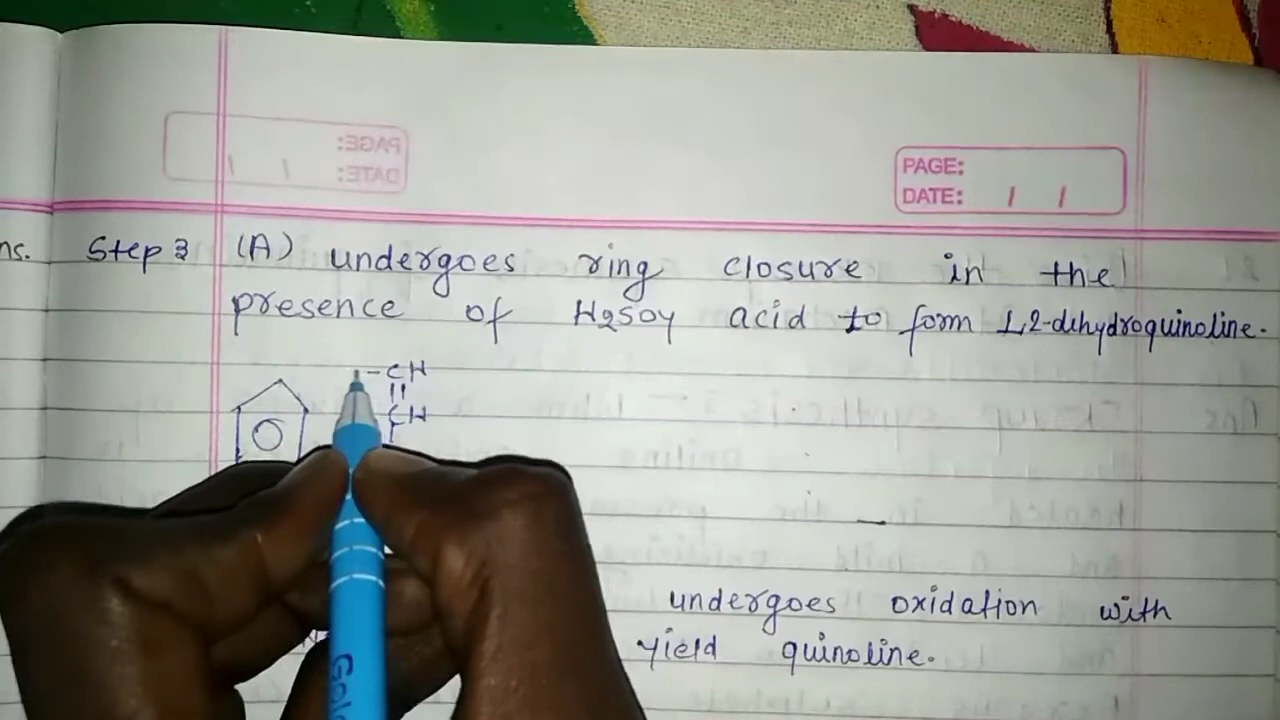 PAGE:
DATE: / /
ns. Step 3 (A) undergoes ring closure in the
presence of H2SO4 acid to form 1,2-dihydroquinoline.
-CH
||
CH
undergoes oxidation with
yield quinoline.
Gol